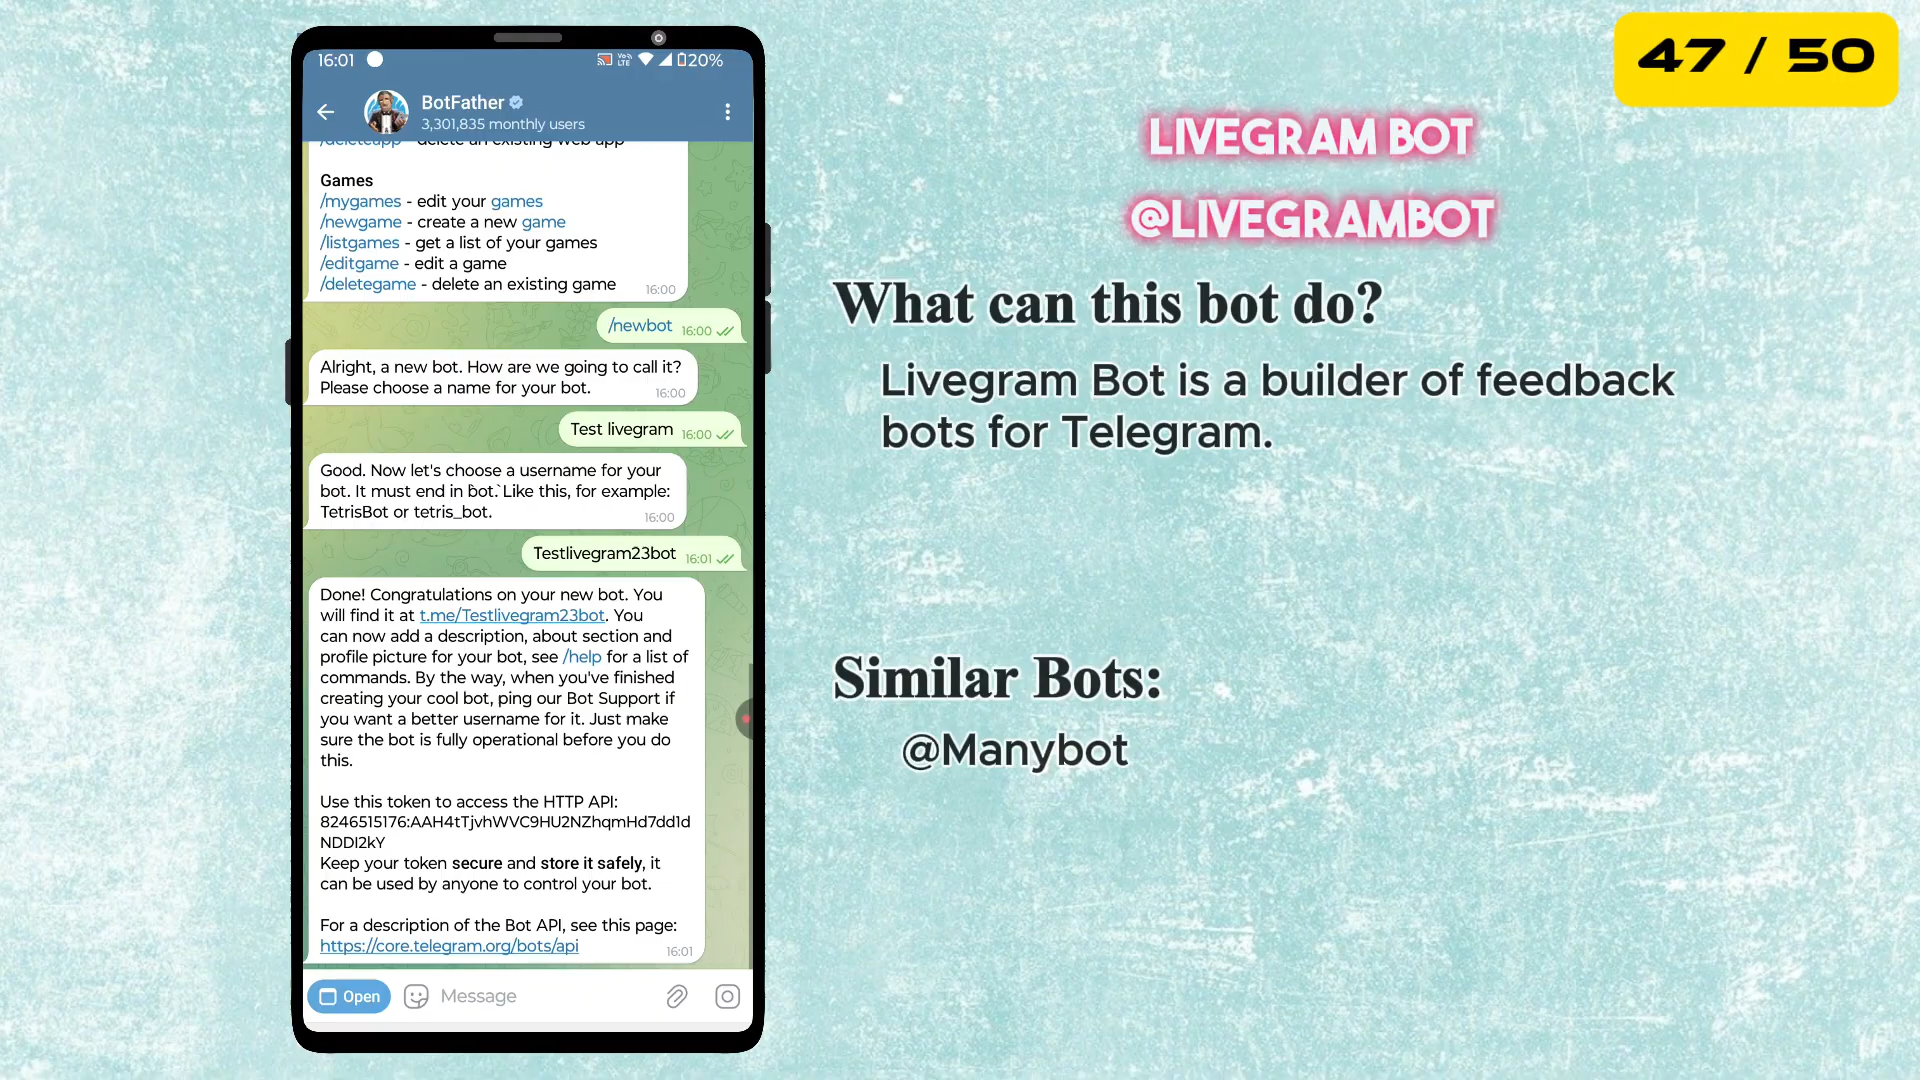 16:01
20%
BotFather
3,301,835 monthly users
/deleteapp - delete an existing web app
Games
/mygames - edit your games
/newgame - create a new game
/listgames - get a list of your games
/editgame - edit a game
/deletegame - delete an existing game
16:00
/newbot 16:00
Alright, a new bot. How are we going to call it?
Please choose a name for your bot.
16:00
Test livegram 16:00
Good. Now let's choose a username for your
bot. It must end in `bot.` Like this, for example:
TetrisBot or tetris_bot.
16:00
Testlivegram23bot 16:01
Done! Congratulations on your new bot. You
will find it at t.me/Testlivegram23bot. You
can now add a description, about section and
profile picture for your bot, see /help for a list of
commands. By the way, when you've finished
creating your cool bot, ping our Bot Support if
you want a better username for it. Just make
sure the bot is fully operational before you do
this.
Use this token to access the HTTP API:
8246515176:AAH4tTjvhWVC9HU2NZhqmHd7dd1d
NDDI2kY
Keep your token secure and store it safely, it
can be used by anyone to control your bot.
For a description of the Bot API, see this page:
https://core.telegram.org/bots/api
16:01
Open
Message
47 / 50
LIVEGRAM BOT
@LIVEGRAMBOT
What can this bot do?
Livegram Bot is a builder of feedback
bots for Telegram.
Similar Bots:
@Manybot